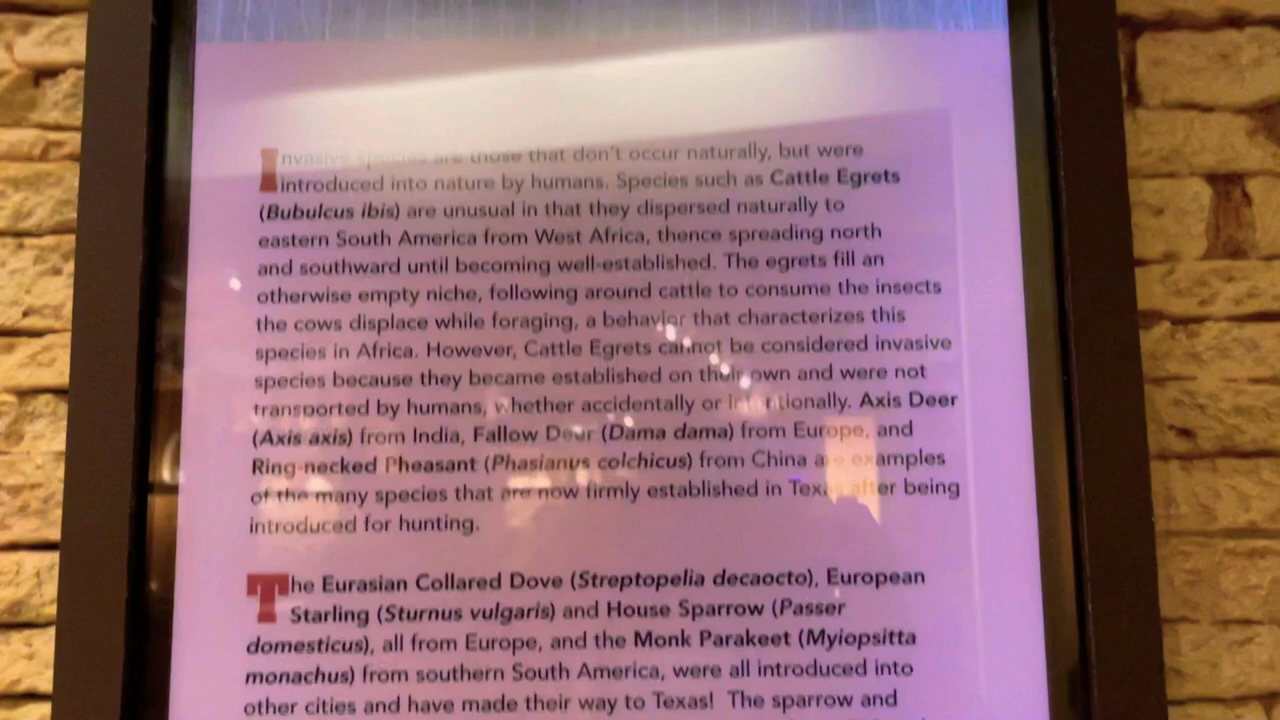 Invasive species are those that don't occur naturally, but were
introduced into nature by humans. Species such as Cattle Egrets
(Bubulcus ibis) are unusual in that they dispersed naturally to
eastern South America from West Africa, thence spreading north
and southward until becoming well-established. The egrets fill an
otherwise empty niche, following around cattle to consume the insects
the cows displace while foraging, a behavior that characterizes this
species in Africa. However, Cattle Egrets cannot be considered invasive
species because they became established on their own and were not
transported by humans, whether accidentally or intentionally. Axis Deer
(Axis axis) from India, Fallow Deer (Dama dama) from Europe, and
Ring-necked Pheasant (Phasianus colchicus) from China are examples
of the many species that are now firmly established in Texas after being
introduced for hunting.
The Eurasian Collared Dove (Streptopelia decaocto), European
Starling (Sturnus vulgaris) and House Sparrow (Passer
domesticus), all from Europe, and the Monk Parakeet (Myiopsitta
monachus) from southern South America, were all introduced into
other cities and have made their way to Texas! The sparrow and